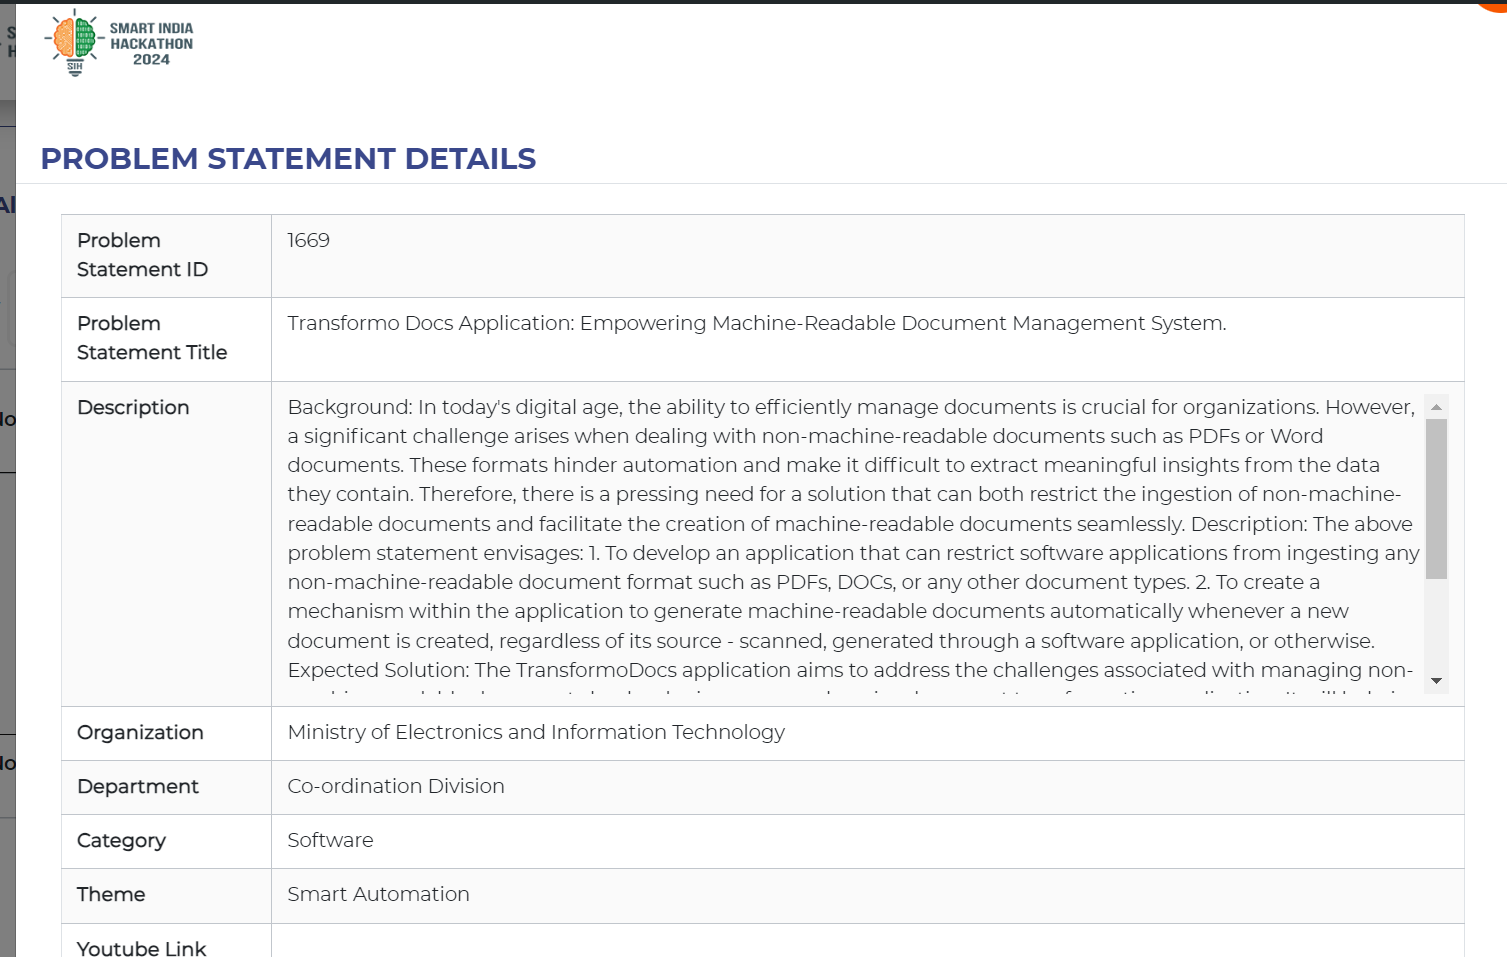 SMART INDIA
HACKATHON
2024
SIH
PROBLEM STATEMENT DETAILS
Problem
Statement ID
1669
Problem
Statement Title
Transformo Docs Application: Empowering Machine-Readable Document Management System.
Description
Background: In today's digital age, the ability to efficiently manage documents is crucial for organizations. However,
a significant challenge arises when dealing with non-machine-readable documents such as PDFs or Word
documents. These formats hinder automation and make it difficult to extract meaningful insights from the data
they contain. Therefore, there is a pressing need for a solution that can both restrict the ingestion of non-machine-
readable documents and facilitate the creation of machine-readable documents seamlessly. Description: The above
problem statement envisages: 1. To develop an application that can restrict software applications from ingesting any
non-machine-readable document format such as PDFs, DOCs, or any other document types. 2. To create a
mechanism within the application to generate machine-readable documents automatically whenever a new
document is created, regardless of its source - scanned, generated through a software application, or otherwise.
Expected Solution: The TransformoDocs application aims to address the challenges associated with managing non-
Organization
Ministry of Electronics and Information Technology
Department
Co-ordination Division
Category
Software
Theme
Smart Automation
Youtube Link